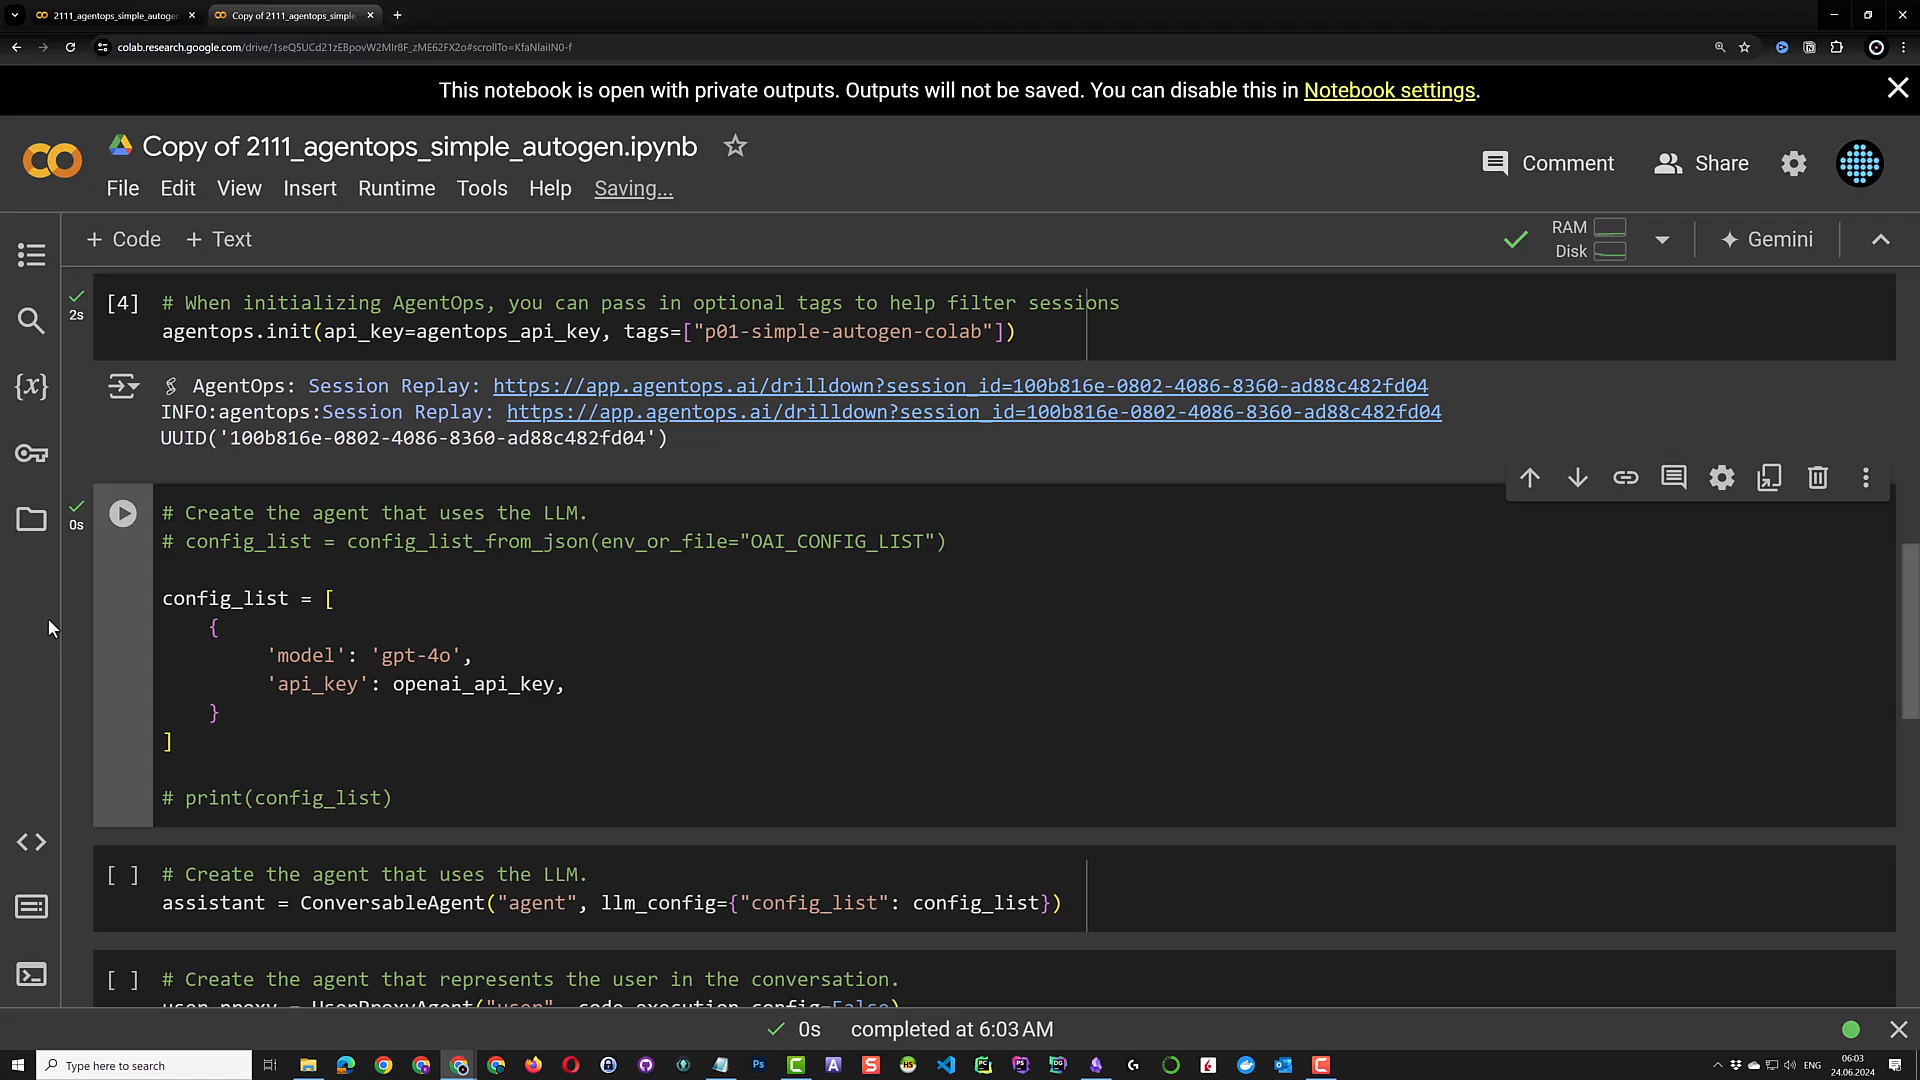 2111_agentops_simple_autogen
Copy of 2111_agentops_simple
colab.research.google.com/drive/1seQ5UCd21zEBpovW2MIr8F_zME62FX2o#scrollTo=KfaNlaiIN0-f
This notebook is open with private outputs. Outputs will not be saved. You can disable this in Notebook settings.
Copy of 2111_agentops_simple_autogen.ipynb
Comment
Share
File Edit View Insert Runtime Tools Help Saving...
+ Code + Text
RAM
Disk
Gemini
[4] # When initializing AgentOps, you can pass in optional tags to help filter sessions
2s
agentops.init(api_key=agentops_api_key, tags=["p01-simple-autogen-colab"])
🖇 AgentOps: Session Replay: https://app.agentops.ai/drilldown?session_id=100b816e-0802-4086-8360-ad88c482fd04
INFO:agentops:Session Replay: https://app.agentops.ai/drilldown?session_id=100b816e-0802-4086-8360-ad88c482fd04
UUID('100b816e-0802-4086-8360-ad88c482fd04')
# Create the agent that uses the LLM.
0s
# config_list = config_list_from_json(env_or_file="OAI_CONFIG_LIST")
config_list = [
{
'model': 'gpt-4o',
'api_key': openai_api_key,
}
]
# print(config_list)
[ ] # Create the agent that uses the LLM.
assistant = ConversableAgent("agent", llm_config={"config_list": config_list})
[ ] # Create the agent that represents the user in the conversation.
user_proxy = UserProxyAgent("user", code_execution_config=False)
0s completed at 6:03 AM
Type here to search
ENG
06:03
24.06.2024